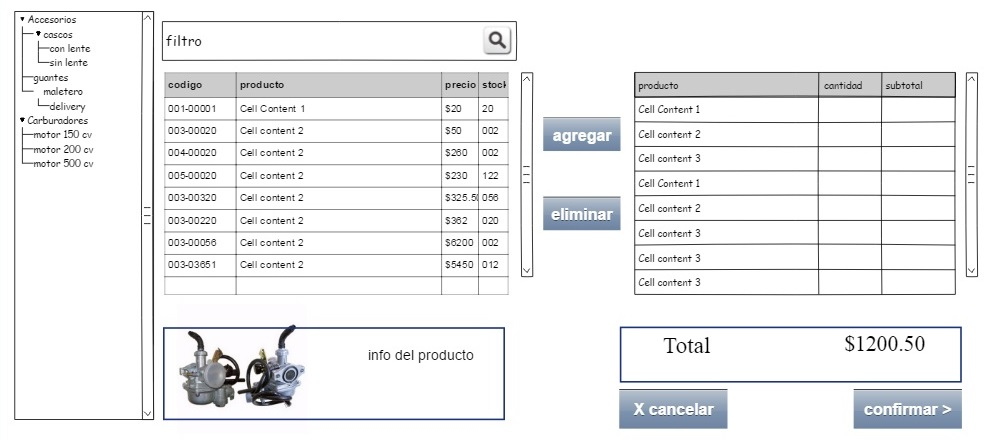 Accesorios
cascos
con lente
sin lente
guantes
maletero
delivery
Carburadores
motor 150 cv
motor 200 cv
motor 500 cv
filtro
codigo producto precio stock
001-00001 Cell Content 1 $20 20
003-00020 Cell content 2 $50 002
004-00020 Cell content 2 $260 002
005-00020 Cell content 2 $230 122
003-00320 Cell content 2 $325.50 056
003-00220 Cell content 2 $362 020
003-00056 Cell content 2 $6200 002
003-03651 Cell content 2 $5450 012
info del producto
agregar
eliminar
producto cantidad subtotal
Cell Content 1
Cell content 2
Cell content 3
Cell Content 1
Cell content 2
Cell content 3
Cell content 3
Cell content 3
Total $1200.50
X cancelar
confirmar >